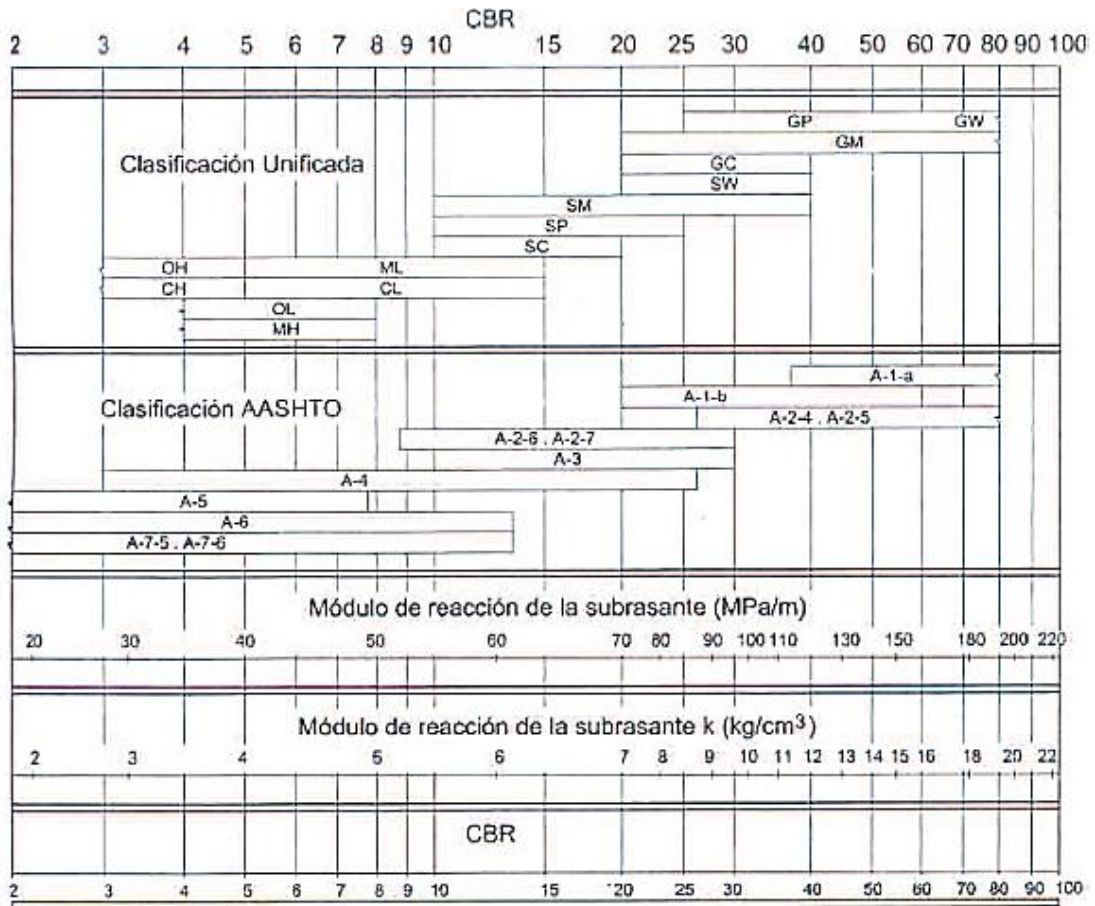 CBR
2 3 4 5 6 7 8 9 10 15 20 25 30 40 50 60 70 80 90 100
GP GW
GM
Clasificación Unificada
GC
SW
SM
SP
SC
OH ML
CH CL
OL
MH
A-1-a
A-1-b
Clasificación AASHTO
A-2-4 . A-2-5
A-2-6 . A-2-7
A-3
A-4
A-5
A-6
A-7-5 . A-7-6
Módulo de reacción de la subrasante (MPa/m)
20 30 40 50 60 70 80 90 100 110 130 150 180 200 220
Módulo de reacción de la subrasante k (kg/cm³)
2 3 4 5 6 7 8 9 10 11 12 13 14 15 16 18 20 22
CBR
2 3 4 5 6 7 8 9 10 15 20 25 30 40 50 60 70 80 90 100